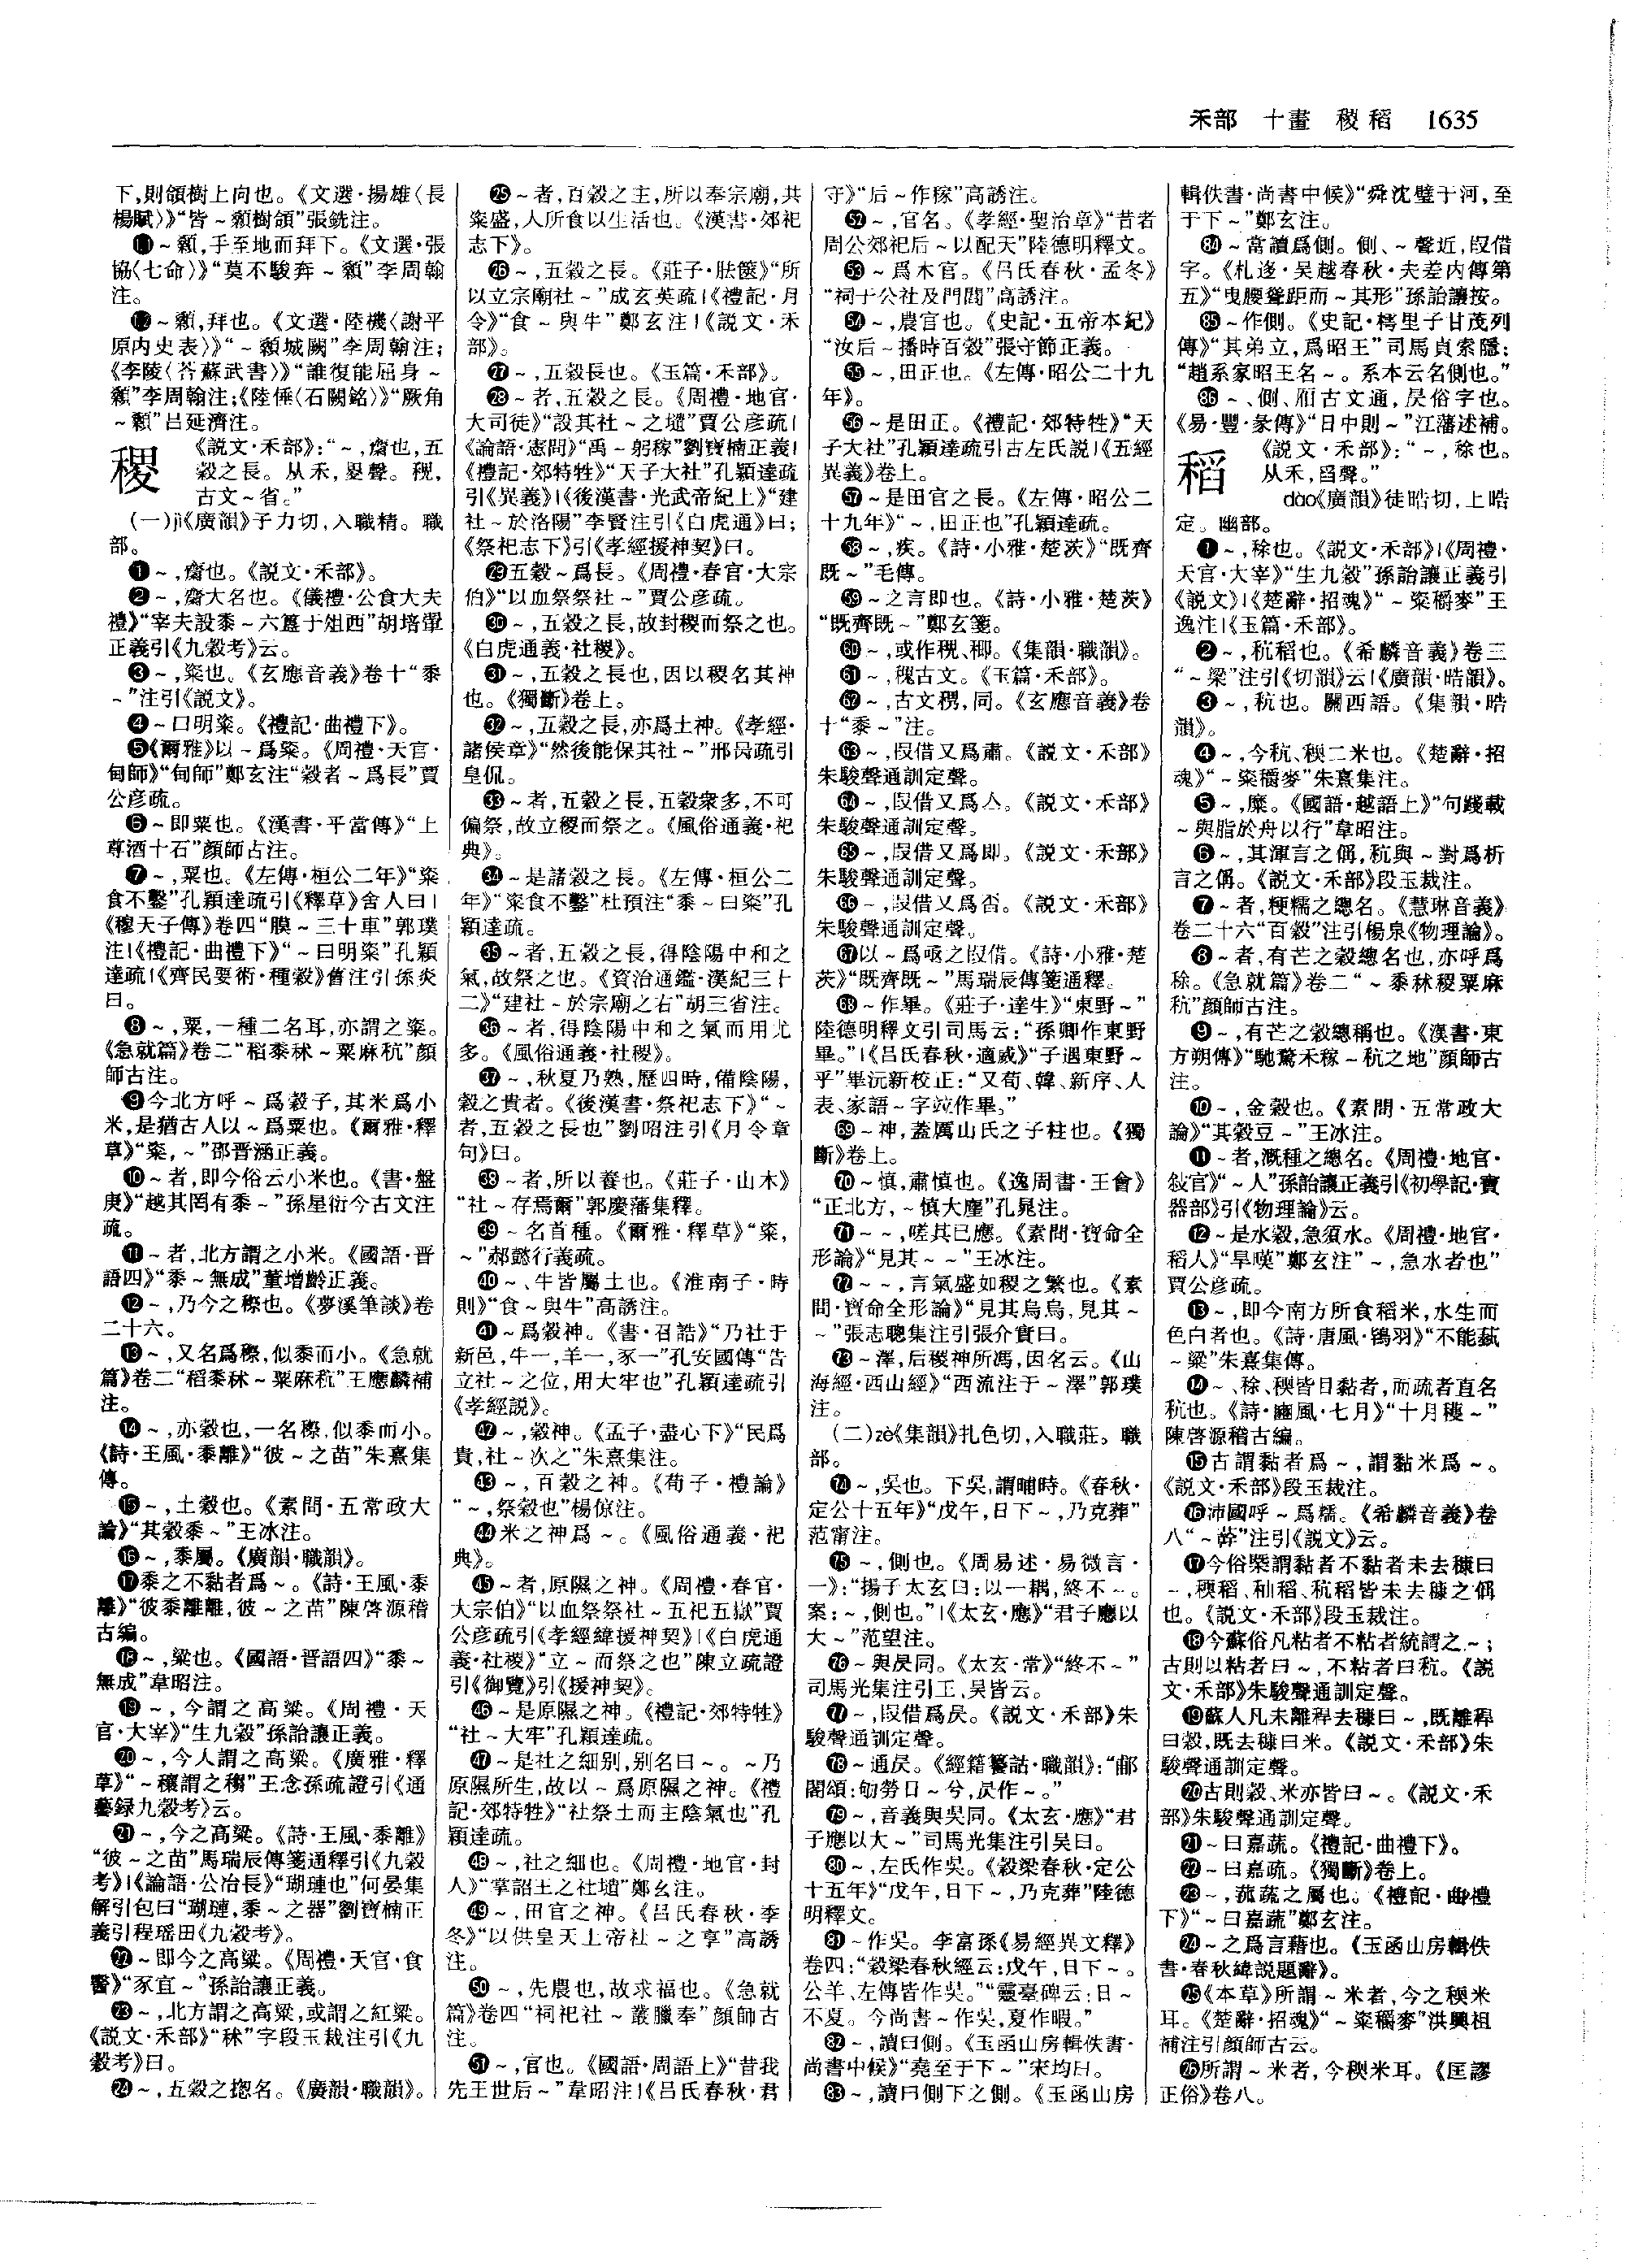 禾部 十畫 稷稻 1635
下,則領樹上向也。《文選·揚雄〈長
楊賦〉》“皆~顙樹頷”張銑注。
⓫~顙,手至地而拜下。《文選·張
協〈七命〉》“莫不駿奔~顙”李周翰
注。
⓬~顙,拜也。《文選·陸機〈謝平
原内史表〉》“~顙城闕”李周翰注;
《李陵〈荅蘇武書〉》“誰復能屈身~
顙”李周翰注;《陸倕〈石闕銘〉》“厥角
~顙”吕延濟注。
稷 《説文·禾部》:“~,齋也,五
穀之長。从禾,畟聲。䅇,
古文~省。”
(一)jì《廣韻》子力切,入職精。職
部。
❶~,齋也。《説文·禾部》。
❷~,齋大名也。《儀禮·公食大夫
禮》“宰夫設黍~六簋于俎西”胡培翬
正義引《九穀考》云。
❸~,粢也。《玄應音義》卷十“黍
~”注引《説文》。
❹~曰明粢。《禮記·曲禮下》。
❺《爾雅》以~爲粢。《周禮·天官·
甸師》“甸師”鄭玄注“穀者~爲長”賈
公彦疏。
❻~即粟也。《漢書·平當傳》“上
尊酒十石”顔師古注。
❼~,粟也。《左傳·桓公二年》“粢
食不鑿”孔穎達疏引《釋草》舍人曰|
《穆天子傳》卷四“膜~三十車”郭璞
注|《禮記·曲禮下》“~曰明粢”孔穎
達疏|《齊民要術·種穀》舊注引孫炎
曰。
❽~,粟,一種二名耳,亦謂之粢。
《急就篇》卷二“稻黍秫~粟麻秔”顔
師古注。
❾今北方呼~爲穀子,其米爲小
米,是猶古人以~爲粟也。《爾雅·釋
草》“粢,~”邵晋涵正義。
❿~者,即今俗云小米也。《書·盤
庚》“越其罔有黍~”孫星衍今古文注
疏。
⓫~者,北方謂之小米。《國語·晋
語四》“黍~無成”董增齡正義。
⓬~,乃今之穄也。《夢溪筆談》卷
二十六。
⓭~,又名爲穄,似黍而小。《急就
篇》卷二“稻黍秫~粟麻秔”王應麟補
注。
⓮~,亦穀也,一名穄,似黍而小。
《詩·王風·黍離》“彼~之苗”朱熹集
傳。
⓯~,土穀也。《素問·五常政大
論》“其穀黍~”王冰注。
⓰~,黍屬。《廣韻·職韻》。
⓱黍之不黏者爲~。《詩·王風·黍
離》“彼黍離離,彼~之苗”陳啓源稽
古編。
⓲~,粱也。《國語·晋語四》“黍~
無成”韋昭注。
⓳~,今謂之高粱。《周禮·天
官·大宰》“生九穀”孫詒讓正義。
⓴~,今人謂之高粱。《廣雅·釋
草》“~穰謂之䅳”王念孫疏證引《通
藝録九穀考》云。
㉑~,今之高粱。《詩·王風·黍離》
“彼~之苗”馬瑞辰傳箋通釋引《九穀
考》|《論語·公冶長》“瑚璉也”何晏集
解引包曰“瑚璉,黍~之器”劉寶楠正
義引程瑶田《九穀考》。
㉒~即今之高粱。《周禮·天官·食
醫》“豕宜~”孫詒讓正義。
㉓~,北方謂之高粱,或謂之紅粱。
《説文·禾部》“秫”字段玉裁注引《九
穀考》曰。
㉔~,五穀之揔名。《廣韻·職韻》。
㉕~者,百穀之主,所以奉宗廟,共
粢盛,人所食以生活也。《漢書·郊祀
志下》。
㉖~,五穀之長。《莊子·胠篋》“所
以立宗廟社~”成玄英疏|《禮記·月
令》“食~與牛”鄭玄注|《説文·禾
部》。
㉗~,五穀長也。《玉篇·禾部》。
㉘~者,五穀之長。《周禮·地官·
大司徒》“設其社~之壝”賈公彦疏|
《論語·憲問》“禹~躬稼”劉寶楠正義|
《禮記·郊特牲》“天子大社”孔穎達疏
引《異義》|《後漢書·光武帝紀上》“建
社~於洛陽”李賢注引《白虎通》曰;
《祭祀志下》引《孝經援神契》曰。
㉙五穀~爲長。《周禮·春官·大宗
伯》“以血祭祭社~”賈公彦疏。
㉚~,五穀之長,故封稷而祭之也。
《白虎通義·社稷》。
㉛~,五穀之長也,因以稷名其神
也。《獨斷》卷上。
㉜~,五穀之長,亦爲土神。《孝經·
諸侯章》“然後能保其社~”邢昺疏引
皇侃。
㉝~者,五穀之長,五穀衆多,不可
偏祭,故立稷而祭之。《風俗通義·祀
典》。
㉞~是諸穀之長。《左傳·桓公二
年》“粢食不鑿”杜預注“黍~曰粢”孔
穎達疏。
㉟~者,五穀之長,得陰陽中和之
氣,故祭之也。《資治通鑑·漢紀三十
二》“建社~於宗廟之右”胡三省注。
㊱~者,得陰陽中和之氣而用尤
多。《風俗通義·社稷》。
㊲~,秋夏乃熟,歷四時,備陰陽,
穀之貴者。《後漢書·祭祀志下》“~
者,五穀之長也”劉昭注引《月令章
句》曰。
㊳~者,所以養也。《莊子·山木》
“社~存焉爾”郭慶藩集釋。
㊴~名首種。《爾雅·釋草》“粢,
~”郝懿行義疏。
㊵~、牛皆屬土也。《淮南子·時
則》“食~與牛”高誘注。
㊶~爲穀神。《書·召誥》“乃社于
新邑,牛一,羊一,豕一”孔安國傳“告
立社~之位,用大牢也”孔穎達疏引
《孝經説》。
㊷~,穀神。《孟子·盡心下》“民爲
貴,社~次之”朱熹集注。
㊸~,百穀之神。《荀子·禮論》
“~,祭穀也”楊倞注。
㊹米之神爲~。《風俗通義·祀
典》。
㊺~者,原隰之神。《周禮·春官·
大宗伯》“以血祭祭社~五祀五嶽”賈
公彦疏引《孝經緯援神契》|《白虎通
義·社稷》“立~而祭之也”陳立疏證
引《御覽》引《援神契》。
㊻~是原隰之神。《禮記·郊特牲》
“社~大牢”孔穎達疏。
㊼~是社之細别,别名曰~。~乃
原隰所生,故以~爲原隰之神。《禮
記·郊特牲》“社祭土而主陰氣也”孔
穎達疏。
㊽~,社之細也。《周禮·地官·封
人》“掌詔王之社壝”鄭玄注。
㊾~,田官之神。《吕氏春秋·季
冬》“以供皇天上帝社~之享”高誘
注。
㊿~,先農也,故求福也。《急就
篇》卷四“祠祀社~叢臘奉”顔師古
注。
51~,官也。《國語·周語上》“昔我
先王世后~”韋昭注|《吕氏春秋·君
守》“后~作稼”高誘注。
52~,官名。《孝經·聖治章》“昔者
周公郊祀后~以配天”陸德明釋文。
53~爲木官。《吕氏春秋·孟冬》
“祠于公社及門閭”高誘注。
54~,農官也。《史記·五帝本紀》
“汝后~播時百穀”張守節正義。
55~,田正也。《左傳·昭公二十九
年》。
56~是田正。《禮記·郊特牲》“天
子大社”孔穎達疏引古左氏説|《五經
異義》卷上。
57~是田官之長。《左傳·昭公二
十九年》“~,田正也”孔穎達疏。
58~,疾。《詩·小雅·楚茨》“既齊
既~”毛傳。
59~之言即也。《詩·小雅·楚茨》
“既齊既~”鄭玄箋。
60~,或作䅇、稪。《集韻·職韻》。
61~,稷古文。《玉篇·禾部》。
62~,古文䅇,同。《玄應音義》卷
十“黍~”注。
63~,叚借又爲肅。《説文·禾部》
朱駿聲通訓定聲。
64~,叚借又爲亼。《説文·禾部》
朱駿聲通訓定聲。
65~,叚借又爲即。《説文·禾部》
朱駿聲通訓定聲。
66~,叚借又爲畣。《説文·禾部》
朱駿聲通訓定聲。
67以~爲亟之叚借。《詩·小雅·楚
茨》“既齊既~”馬瑞辰傳箋通釋。
68~作畢。《莊子·達生》“東野~”
陸德明釋文引司馬云:“孫卿作東野
畢。”|《吕氏春秋·適威》“子遇東野~
乎”畢沅新校正:“又荀、韓、新序、人
表、家語~字竝作畢。”
69~神,蓋厲山氏之子柱也。《獨
斷》卷上。
70~慎,肅慎也。《逸周書·王會》
“正北方,~慎大麈”孔晁注。
71~~,嗟其已應。《素問·寶命全
形論》“見其~~”王冰注。
72~~,言氣盛如稷之繁也。《素
問·寶命全形論》“見其烏烏,見其~
~”張志聰集注引張介賓曰。
73~澤,后稷神所馮,因名云。《山
海經·西山經》“西流注于~澤”郭璞
注。
(二)zè《集韻》札色切,入職莊。職
部。
74~,吳也。下吳,謂晡時。《春秋·
定公十五年》“戊午,日下~,乃克葬”
范甯注。
75~,側也。《周易述·易微言·
一》:“揚子太玄曰:以一耦,終不~。
案:~,側也。”|《太玄·應》“君子應以
大~”范望注。
76~與昃同。《太玄·常》“終不~”
司馬光集注引王、吴皆云。
77~,叚借爲昃。《説文·禾部》朱
駿聲通訓定聲。
78~通昃。《經籍籑詁·職韻》:“郙
閣頌:劬勞日~兮,昃作~。”
79~,音義與吳同。《太玄·應》“君
子應以大~”司馬光集注引吴曰。
80~,左氏作吳。《穀梁春秋·定公
十五年》“戊午,日下~,乃克葬”陸德
明釋文。
81~作吳。李富孫《易經異文釋》
卷四:“穀梁春秋經云:戊午,日下~。
公羊、左傳皆作吳。”“靈臺碑云:日~
不夏。今尚書~作吳,夏作暇。”
82~,讀曰側。《玉函山房輯佚書·
尚書中候》“堯至于下~”宋均曰。
83~,讀曰側下之側。《玉函山房
輯佚書·尚書中候》“舜沈璧于河,至
于下~”鄭玄注。
84~當讀爲側。側、~聲近,叚借
字。《札迻·吴越春秋·夫差内傳第
五》“曳腰聳距而~其形”孫詒讓按。
85~作側。《史記·樗里子甘茂列
傳》“其弟立,爲昭王”司馬貞索隱:
“趙系家昭王名~。系本云名側也。”
86~、側、㑂古文通,昃俗字也。
《易·豐·彖傳》“日中則~”江藩述補。
稻 《説文·禾部》:“~,稌也。
从禾,舀聲。”
dào《廣韻》徒晧切,上晧
定。幽部。
❶~,稌也。《説文·禾部》|《周禮·
天官·大宰》“生九穀”孫詒讓正義引
《説文》|《楚辭·招魂》“~粢穱麥”王
逸注|《玉篇·禾部》。
❷~,秔稻也。《希麟音義》卷三
“~粱”注引《切韻》云|《廣韻·晧韻》。
❸~,秔也。關西語。《集韻·晧
韻》。
❹~,今秔、稬二米也。《楚辭·招
魂》“~粢穱麥”朱熹集注。
❺~,糜。《國語·越語上》“句踐載
~與脂於舟以行”韋昭注。
❻~,其渾言之偁,秔與~對爲析
言之偁。《説文·禾部》段玉裁注。
❼~者,粳糯之總名。《慧琳音義》
卷二十六“百穀”注引楊泉《物理論》。
❽~者,有芒之穀總名也,亦呼爲
稌。《急就篇》卷二“~黍秫稷粟麻
秔”顔師古注。
❾~,有芒之穀總稱也。《漢書·東
方朔傳》“馳騖禾稼~秔之地”顔師古
注。
❿~,金穀也。《素問·五常政大
論》“其穀豆~”王冰注。
⓫~者,溉種之總名。《周禮·地官·
敍官》“~人”孫詒讓正義引《初學記·寶
器部》引《物理論》云。
⓬~是水穀,急須水。《周禮·地官·
稻人》“旱暵”鄭玄注“~,急水者也”
賈公彦疏。
⓭~,即今南方所食稻米,水生而
色白者也。《詩·唐風·鴇羽》“不能蓺
~粱”朱熹集傳。
⓮~、稌、稬皆目黏者,而疏者直名
秔也。《詩·豳風·七月》“十月穫~”
陳啓源稽古編。
⓯古謂黏者爲~,謂黏米爲~。
《説文·禾部》段玉裁注。
⓰沛國呼~爲穤。《希麟音義》卷
八“~䕮”注引《説文》云。
⓱今俗槩謂黏者不黏者未去穅曰
~,稬稻、秈稻、秔稻皆未去穅之偁
也。《説文·禾部》段玉裁注。
⓲今蘇俗凡粘者不粘者統謂之~;
古則以粘者曰~,不粘者曰秔。《説
文·禾部》朱駿聲通訓定聲。
⓳蘇人凡未離稃去穅曰~,既離稃
曰穀,既去穅曰米。《説文·禾部》朱
駿聲通訓定聲。
⓴古則穀、米亦皆曰~。《説文·禾
部》朱駿聲通訓定聲。
㉑~曰嘉蔬。《禮記·曲禮下》。
㉒~曰嘉疏。《獨斷》卷上。
㉓~,菰蔬之屬也。《禮記·曲禮
下》“~曰嘉蔬”鄭玄注。
㉔~之爲言藉也。《玉函山房輯佚
書·春秋緯説題辭》。
㉕《本草》所謂~米者,今之稬米
耳。《楚辭·招魂》“~粢穱麥”洪興祖
補注引顔師古云。
㉖所謂~米者,今稬米耳。《匡謬
正俗》卷八。